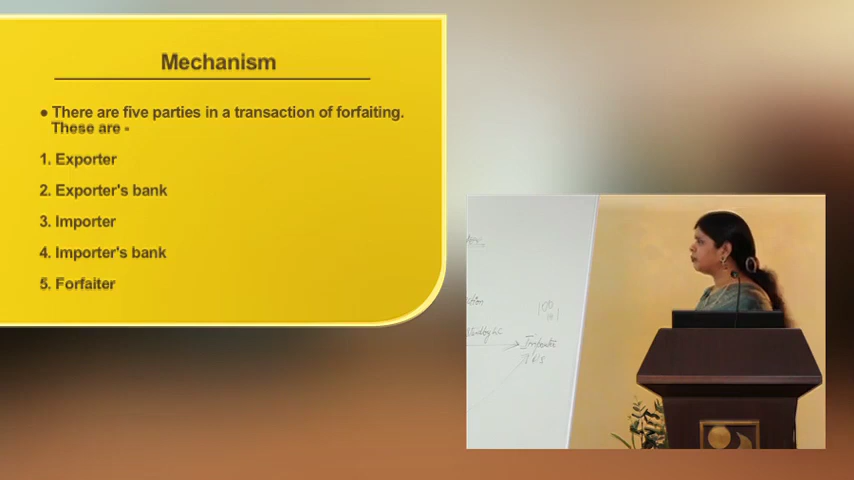 Mechanism
● There are five parties in a transaction of forfaiting.
These are -
1. Exporter
2. Exporter's bank
3. Importer
4. Importer's bank
5. Forfaiter